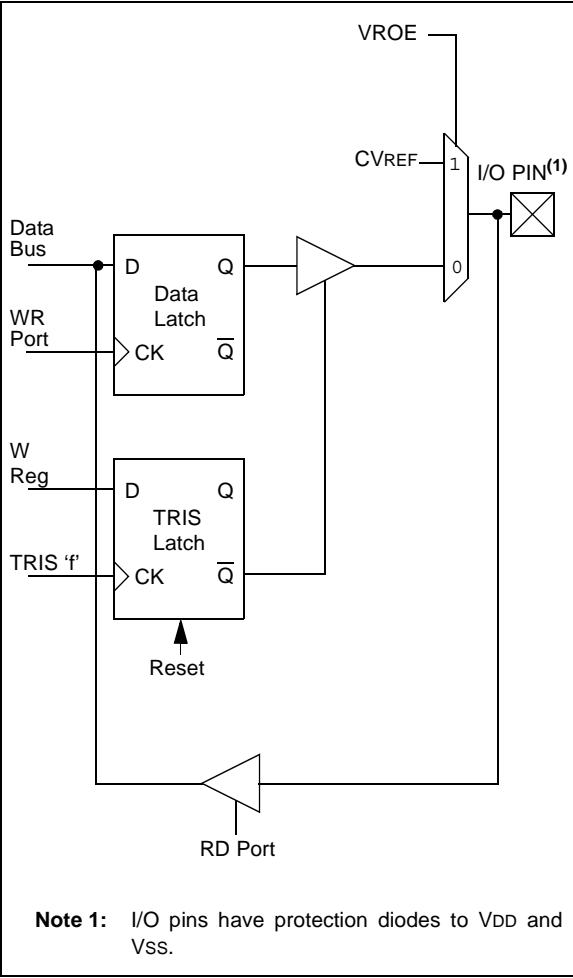 VROE
CVREF
1
I/O PIN(1)
0
Data
Bus
D
Q
Data
Latch
WR
Port
CK
Q
W
Reg
D
Q
TRIS
Latch
TRIS ‘f’
CK
Q
Reset
RD Port
Note 1: I/O pins have protection diodes to VDD and
VSS.